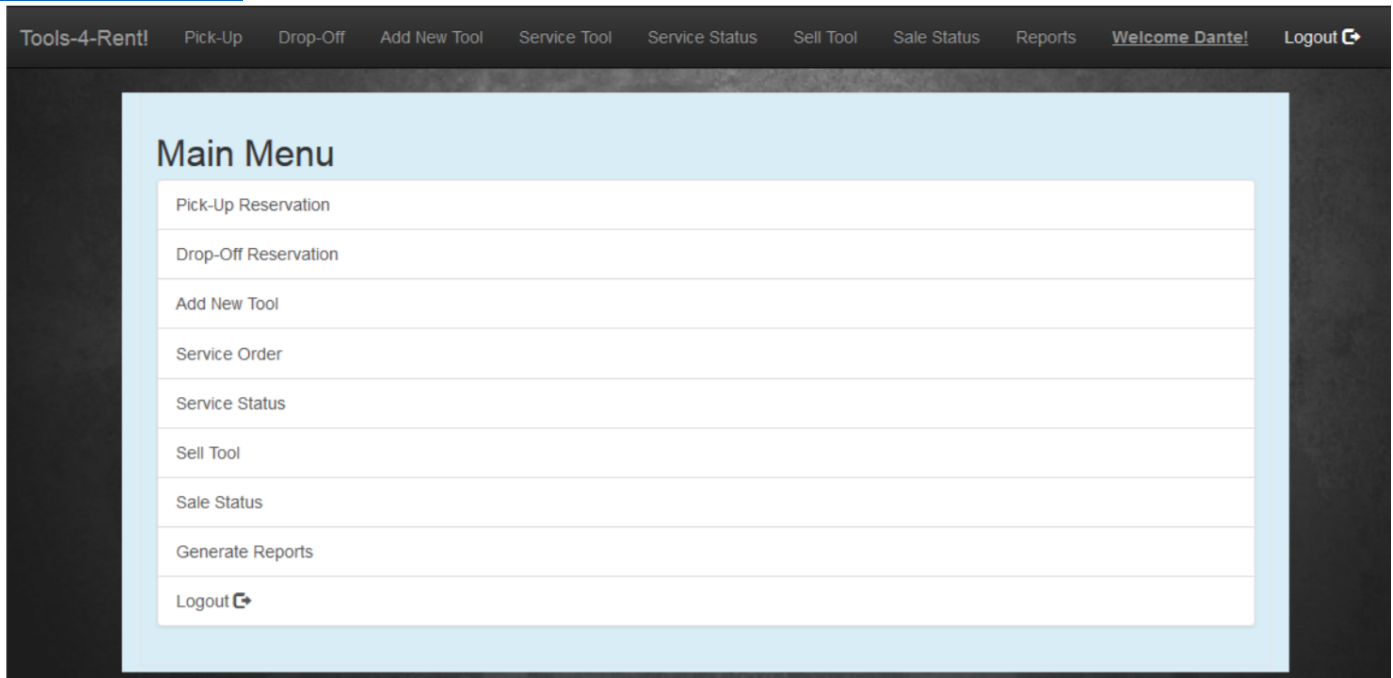 Tools-4-Rent! Pick-Up Drop-Off Add New Tool Service Tool Service Status Sell Tool Sale Status Reports Welcome Dante! Logout
Main Menu
Pick-Up Reservation
Drop-Off Reservation
Add New Tool
Service Order
Service Status
Sell Tool
Sale Status
Generate Reports
Logout